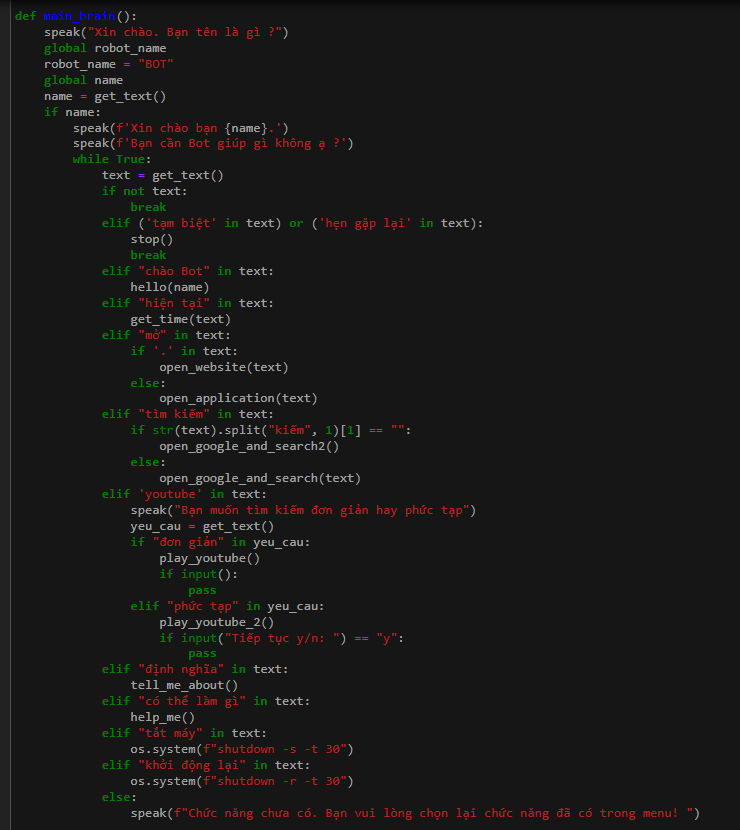 def main_brain():
    speak("Xin chào. Bạn tên là gì ?")
    global robot_name
    robot_name = "BOT"
    global name
    name = get_text()
    if name:
        speak(f'Xin chào bạn {name}.')
        speak(f'Bạn cần Bot giúp gì không ạ ?')
        while True:
            text = get_text()
            if not text:
                break
            elif ('tạm biệt' in text) or ('hẹn gặp lại' in text):
                stop()
                break
            elif "chào Bot" in text:
                hello(name)
            elif "hiện tại" in text:
                get_time(text)
            elif "mở" in text:
                if '.' in text:
                    open_website(text)
                else:
                    open_application(text)
            elif "tìm kiếm" in text:
                if str(text).split("kiếm", 1)[1] == "":
                    open_google_and_search2()
                else:
                    open_google_and_search(text)
            elif 'youtube' in text:
                speak("Bạn muốn tìm kiếm đơn giản hay phức tạp")
                yeu_cau = get_text()
                if "đơn giản" in yeu_cau:
                    play_youtube()
                    if input():
                        pass
                elif "phức tạp" in yeu_cau:
                    play_youtube_2()
                    if input("Tiếp tục y/n: ") == "y":
                        pass
            elif "định nghĩa" in text:
                tell_me_about()
            elif "có thể làm gì" in text:
                help_me()
            elif "tắt máy" in text:
                os.system(f"shutdown -s -t 30")
            elif "khởi động lại" in text:
                os.system(f"shutdown -r -t 30")
            else:
                speak(f"Chức năng chưa có. Bạn vui lòng chọn lại chức năng đã có trong menu! ")